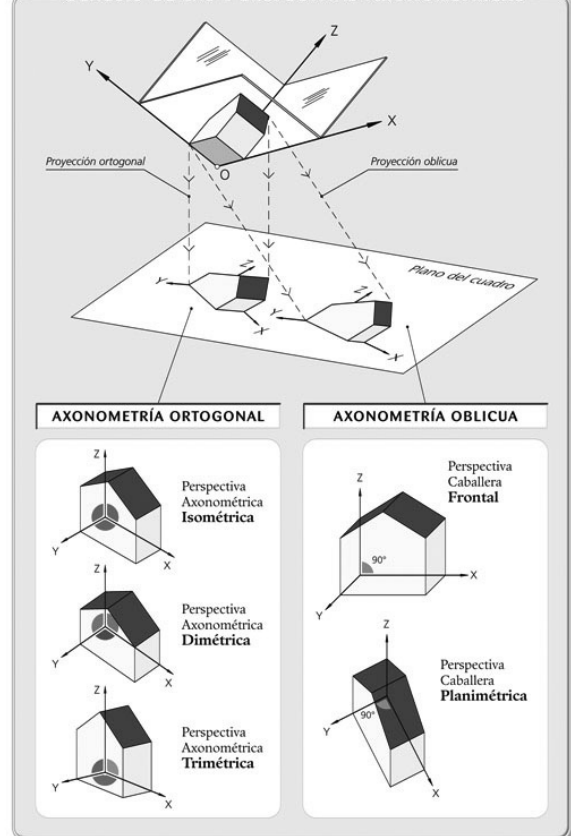 Z
Y
X
O
Proyección ortogonal
Proyección oblicua
Plano del cuadro
Z
Y
X
Z
Y
X
AXONOMETRÍA ORTOGONAL
Z
Y
X
Perspectiva
Axonométrica
Isométrica
Z
Y
X
Perspectiva
Axonométrica
Dimétrica
Z
Y
X
Perspectiva
Axonométrica
Trimétrica
AXONOMETRÍA OBLICUA
Z
90°
X
Y
Perspectiva
Caballera
Frontal
Z
90°
Y
X
Perspectiva
Caballera
Planimétrica